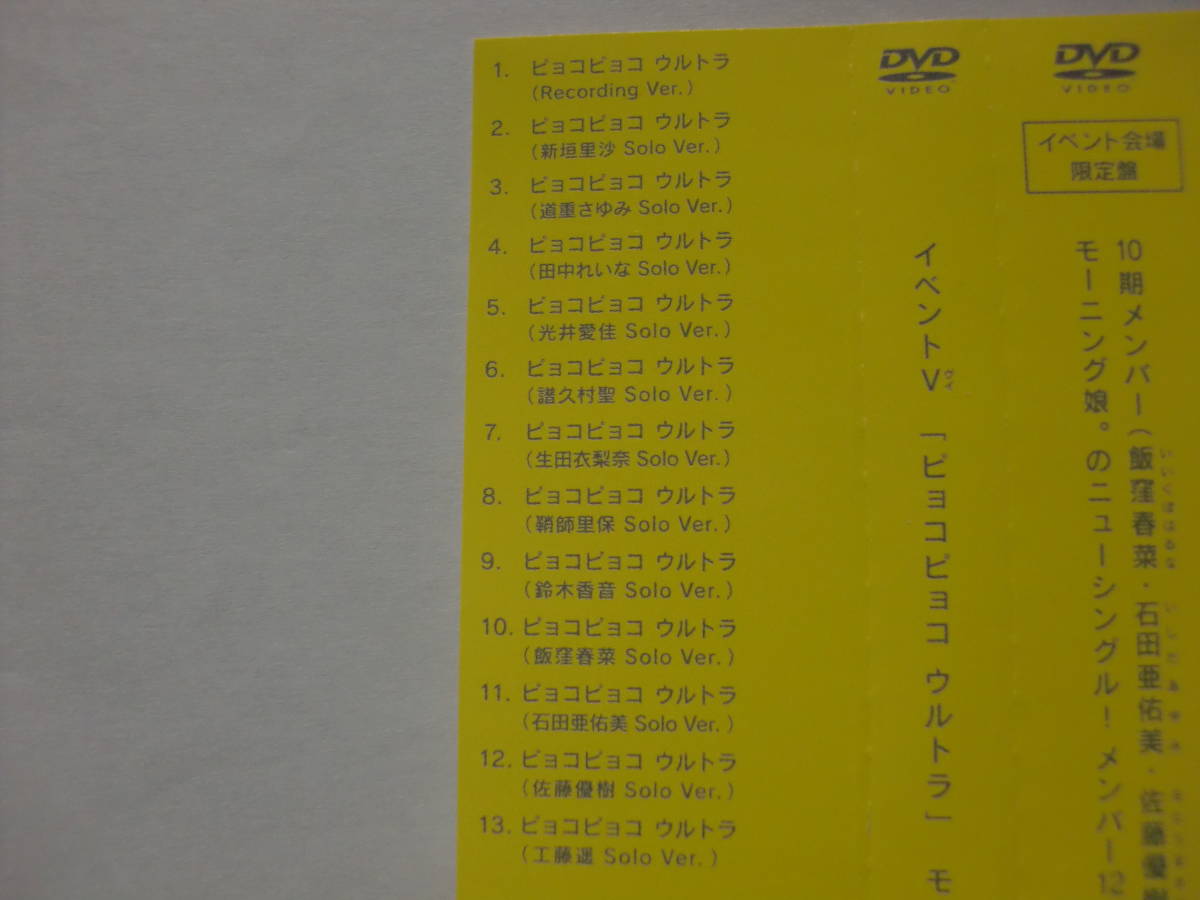 1. ピョコピョコ ウルトラ
(Recording Ver.)
2. ピョコピョコ ウルトラ
(新垣里沙 Solo Ver.)
3. ピョコピョコ ウルトラ
(道重さゆみ Solo Ver.)
4. ピョコピョコ ウルトラ
(田中れいな Solo Ver.)
5. ピョコピョコ ウルトラ
(光井愛佳 Solo Ver.)
6. ピョコピョコ ウルトラ
(譜久村聖 Solo Ver.)
7. ピョコピョコ ウルトラ
(生田衣梨奈 Solo Ver.)
8. ピョコピョコ ウルトラ
(鞘師里保 Solo Ver.)
9. ピョコピョコ ウルトラ
(鈴木香音 Solo Ver.)
10. ピョコピョコ ウルトラ
(飯窪春菜 Solo Ver.)
11. ピョコピョコ ウルトラ
(石田亜佑美 Solo Ver.)
12. ピョコピョコ ウルトラ
(佐藤優樹 Solo Ver.)
13. ピョコピョコ ウルトラ
(工藤遥 Solo Ver.)
DVD
VIDEO
イベントV 「ピョコピョコ ウルトラ」 モ
ヴィ
DVD
VIDEO
イベント会場
限定盤
10期メンバー(飯窪春菜・石田亜佑美・佐藤優樹
いいくぼはるな いしだあゆみ
モーニング娘。のニューシングル! メンバー12